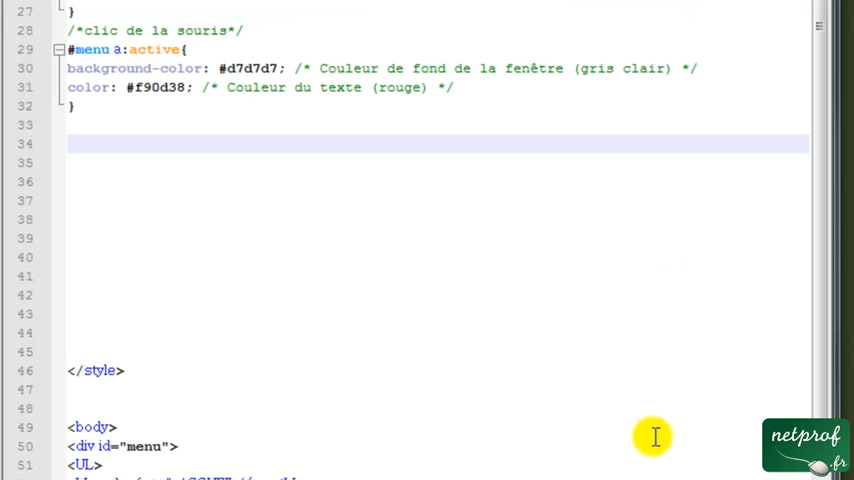 27 }
28 /*clic de la souris*/
29 #menu a:active{
30 background-color: #d7d7d7; /* Couleur de fond de la fenêtre (gris clair) */
31 color: #f90d38; /* Couleur du texte (rouge) */
32 }
33
34
35
36
37
38
39
40
41
42
43
44
45
46 </style>
47
48
49 <body>
50 <div id="menu">
51 <UL>
netprof
.fr